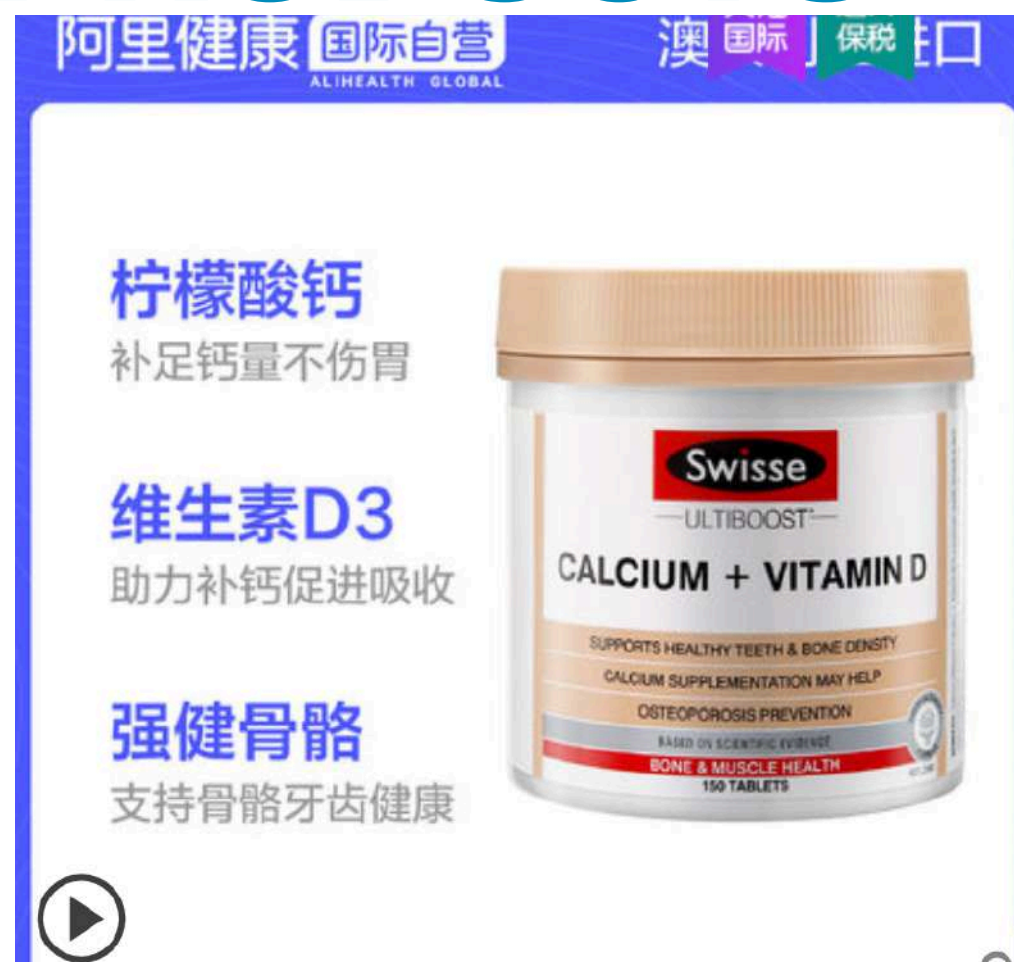 阿里健康 国际自营
ALIHEALTH GLOBAL
澳
国际
保税
进口
柠檬酸钙
补足钙量不伤胃
维生素D3
助力补钙促进吸收
强健骨骼
支持骨骼牙齿健康
Swisse
ULTIBOOST
CALCIUM + VITAMIN D
SUPPORTS HEALTHY TEETH & BONE DENSITY
CALCIUM SUPPLEMENTATION MAY HELP
OSTEOPOROSIS PREVENTION
BASED ON SCIENTIFIC EVIDENCE
BONE & MUSCLE HEALTH
150 TABLETS